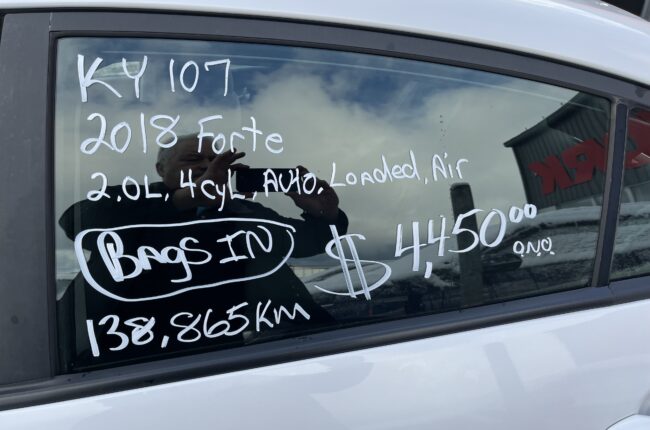 KY 107
2018 Forte
2.0L, 4cyl, Auto, Loaded, Air
BAgS IN
$4,450.00
O.N.O.
138,865 Km